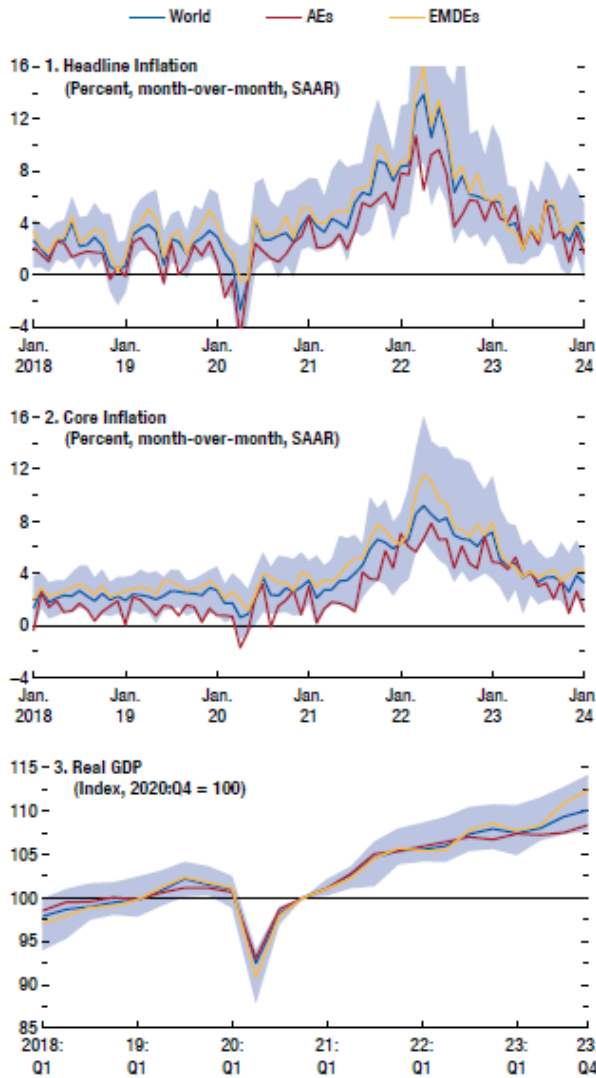 World AEs EMDEs
1. Headline Inflation
(Percent, month-over-month, SAAR)
16
12
8
4
0
–4
Jan. Jan. Jan. Jan. Jan. Jan. Jan.
2018 19 20 21 22 23 24
2. Core Inflation
(Percent, month-over-month, SAAR)
16
12
8
4
0
–4
Jan. Jan. Jan. Jan. Jan. Jan. Jan.
2018 19 20 21 22 23 24
3. Real GDP
(Index, 2020:Q4 = 100)
115
110
105
100
95
90
85
2018: 19: 20: 21: 22: 23: 23:
Q1 Q1 Q1 Q1 Q1 Q1 Q4